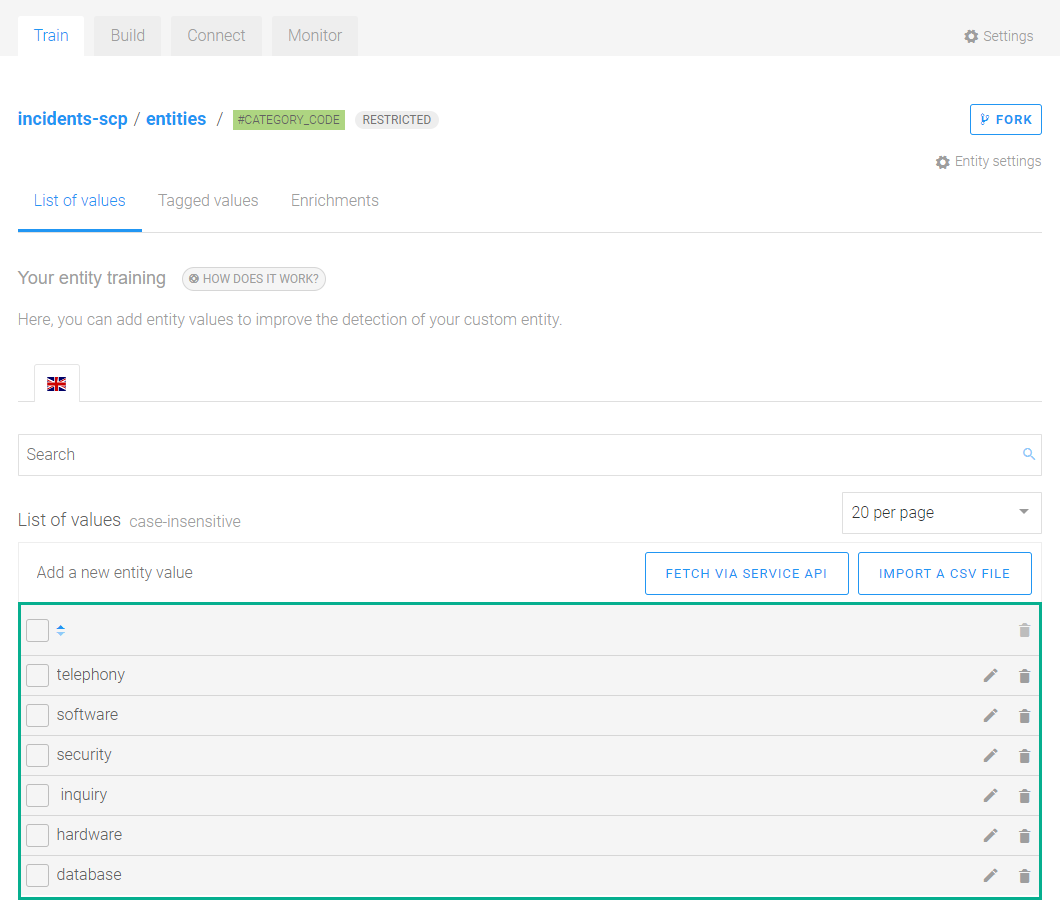 Train Build Connect Monitor Settings
incidents-scp / entities / #CATEGORY_CODE RESTRICTED FORK
Entity settings
List of values Tagged values Enrichments
Your entity training HOW DOES IT WORK?
Here, you can add entity values to improve the detection of your custom entity.
Search
List of values case-insensitive 20 per page
Add a new entity value FETCH VIA SERVICE API IMPORT A CSV FILE
telephony
software
security
inquiry
hardware
database